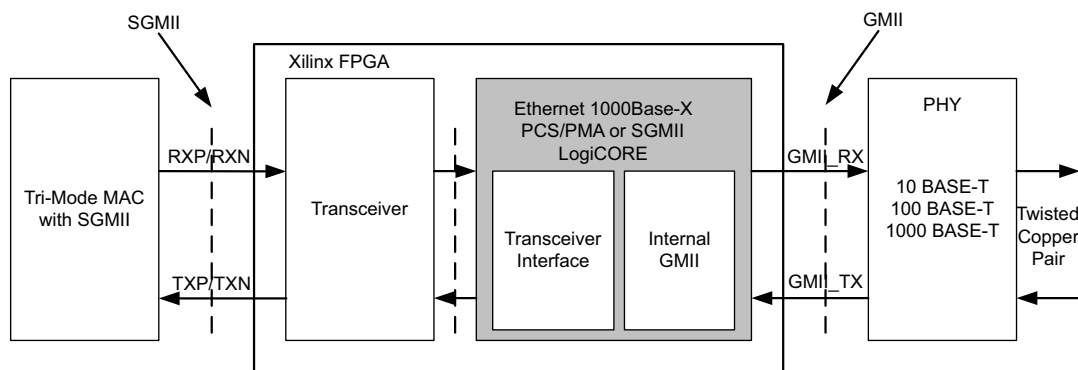 SGMII
GMII
Xilinx FPGA
Tri-Mode MAC
with SGMII
RXP/RXN
TXP/TXN
Transceiver
Ethernet 1000Base-X
PCS/PMA or SGMII
LogiCORE
Transceiver
Interface
Internal
GMII
GMII_RX
GMII_TX
PHY
10 BASE-T
100 BASE-T
1000 BASE-T
Twisted
Copper
Pair